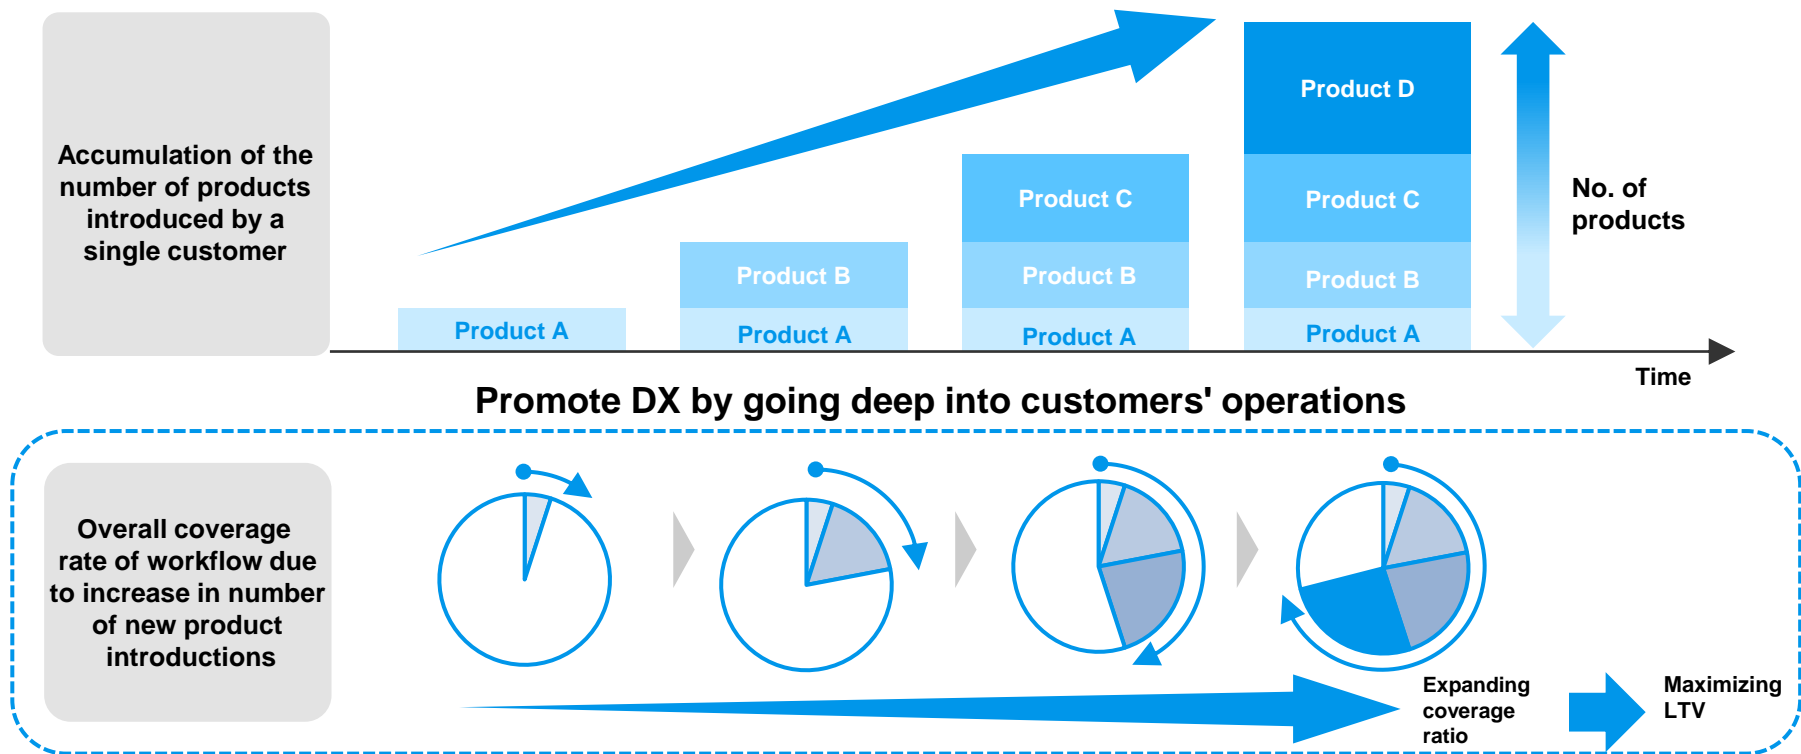 Accumulation of the
number of products
introduced by a
single customer
Product A
Product B
Product A
Product C
Product B
Product A
Product D
Product C
Product B
Product A
No. of
products
Time
Promote DX by going deep into customers' operations
Overall coverage
rate of workflow due
to increase in number
of new product
introductions
Expanding
coverage
ratio
Maximizing
LTV